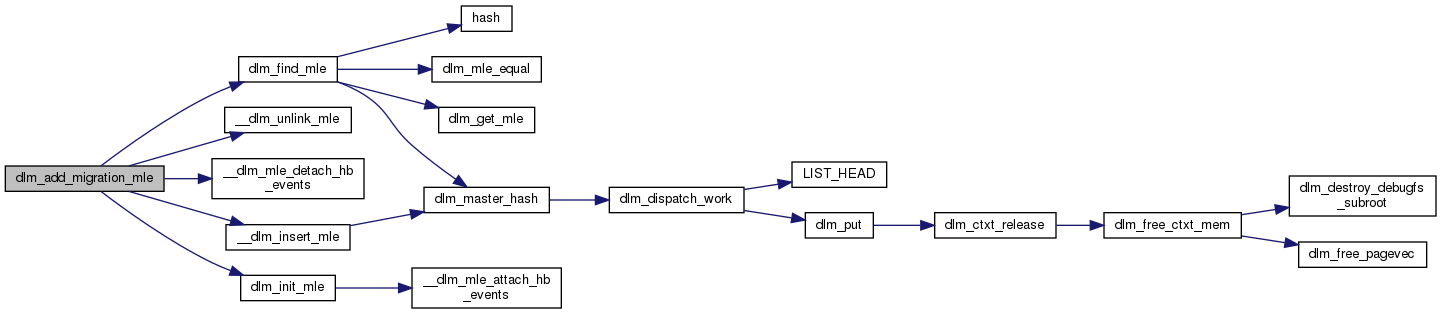 hash
dlm_find_mle
dlm_mle_equal
dlm_get_mle
__dlm_unlink_mle
dlm_add_migration_mle
__dlm_mle_detach_hb
_events
dlm_master_hash
dlm_dispatch_work
LIST_HEAD
dlm_put
dlm_ctxt_release
dlm_free_ctxt_mem
dlm_destroy_debugfs
_subroot
dlm_free_pagevec
__dlm_insert_mle
dlm_init_mle
__dlm_mle_attach_hb
_events